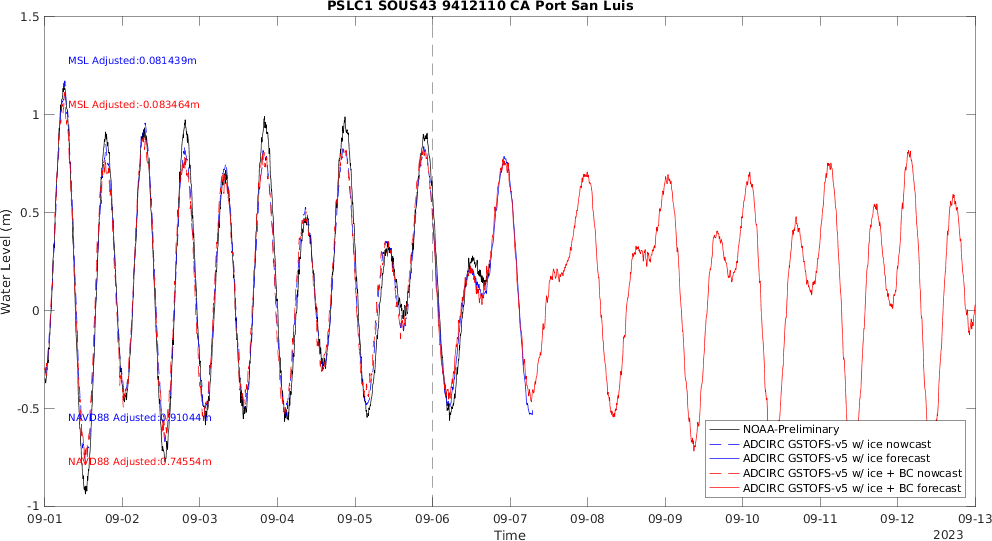 PSLC1 SOUS43 9412110 CA Port San Luis
1.5
MSL Adjusted:0.081439m
MSL Adjusted:-0.083464m
1
0.5
Water Level (m)
0
-0.5
NAVD88 Adjusted:0.91044m
NAVD88 Adjusted:0.74554m
-1
NOAA-Preliminary
ADCIRC GSTOFS-v5 w/ ice nowcast
ADCIRC GSTOFS-v5 w/ ice forecast
ADCIRC GSTOFS-v5 w/ ice + BC nowcast
ADCIRC GSTOFS-v5 w/ ice + BC forecast
09-01 09-02 09-03 09-04 09-05 09-06 09-07 09-08 09-09 09-10 09-11 09-12 09-13
Time
2023